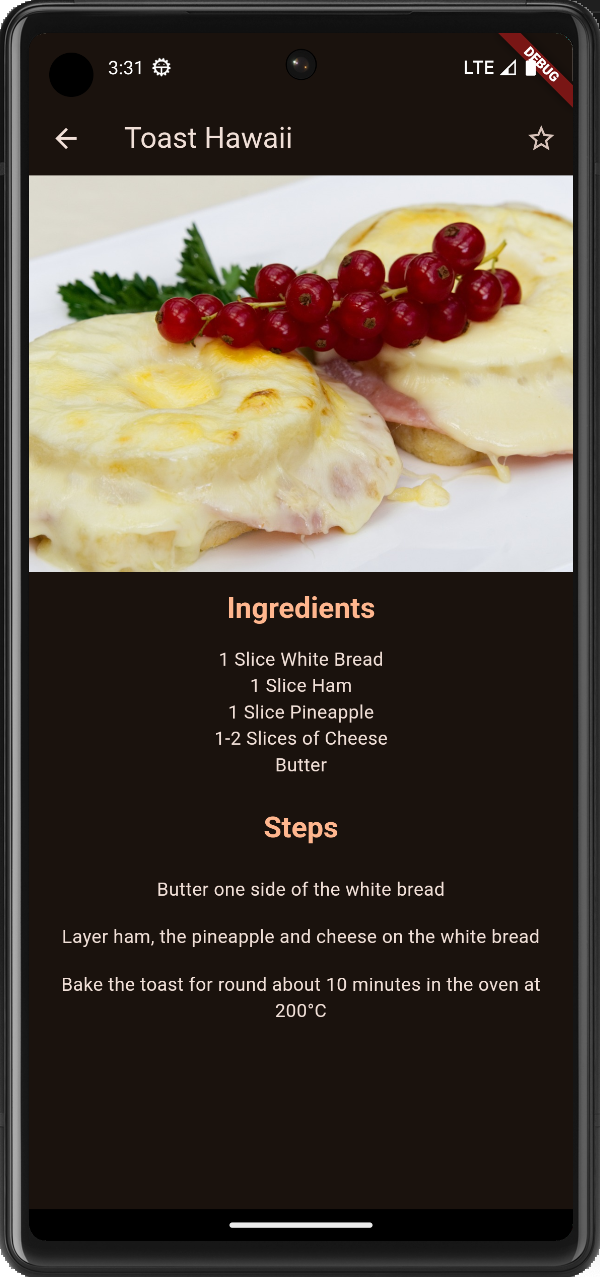 3:31
LTE
DEBUG
Toast Hawaii
Ingredients
1 Slice White Bread
1 Slice Ham
1 Slice Pineapple
1-2 Slices of Cheese
Butter
Steps
Butter one side of the white bread
Layer ham, the pineapple and cheese on the white bread
Bake the toast for round about 10 minutes in the oven at
200°C